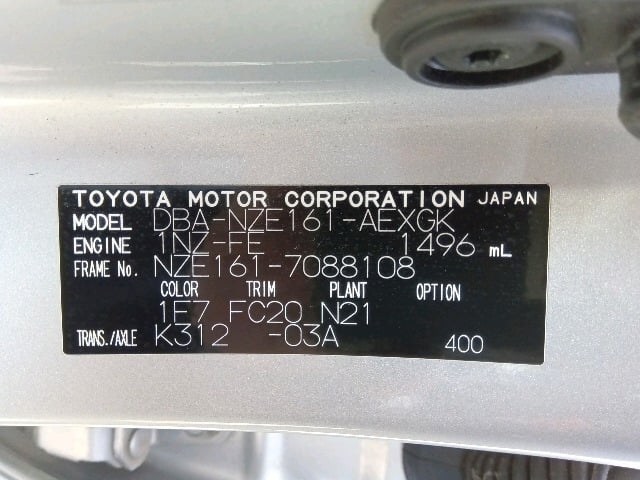 TOYOTA MOTOR CORPORATION JAPAN
MODEL DBA-NZE161-AEXGK
ENGINE 1NZ-FE 1496 mL
FRAME No. NZE161-7088108
COLOR TRIM PLANT OPTION
1E7 FC20 N21
TRANS./AXLE K312 -03A 400